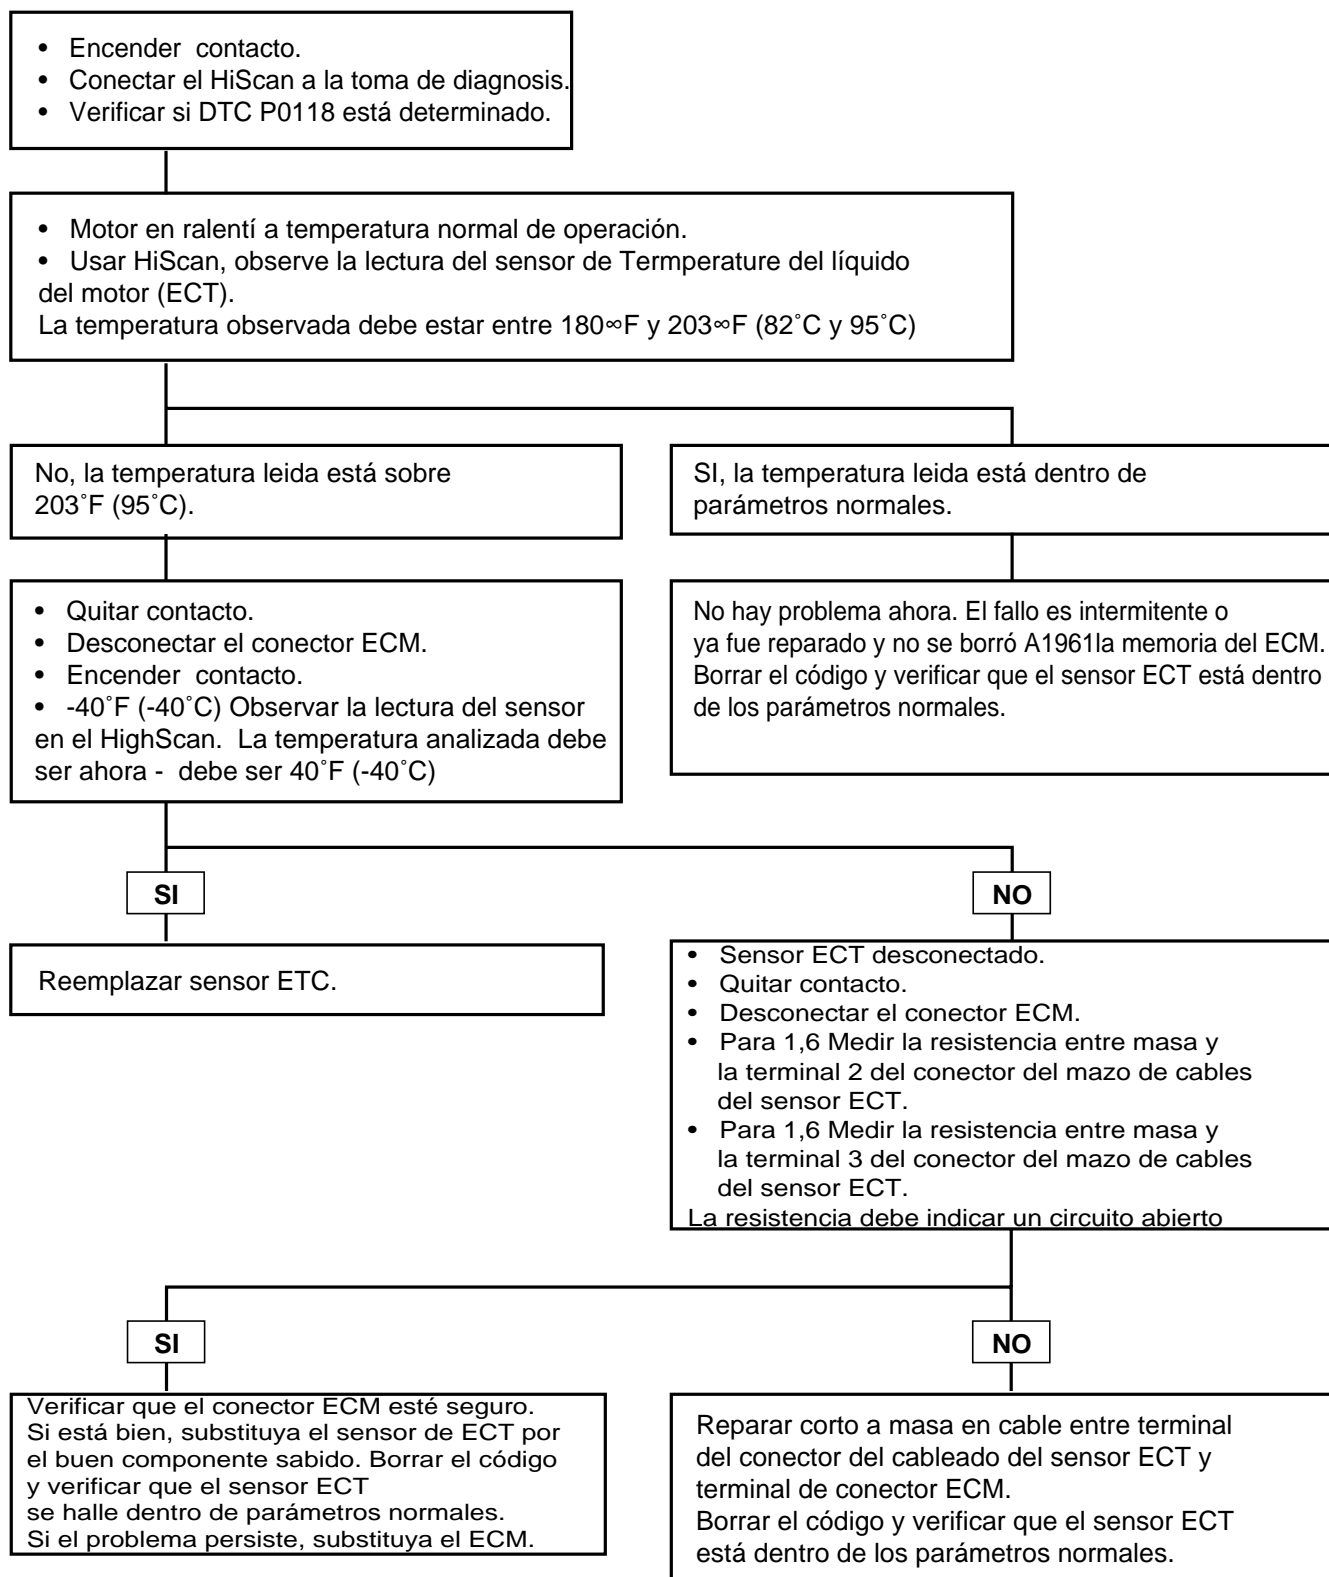 • Encender  contacto.
• Conectar el HiScan a la toma de diagnosis.
• Verificar si DTC P0118 está determinado.
• Motor en ralentí a temperatura normal de operación.
• Usar HiScan, observe la lectura del sensor de Termperature del líquido
del motor (ECT).
La temperatura observada debe estar entre 180∞F y 203∞F (82˚C y 95˚C)
No, la temperatura leida está sobre
203˚F (95˚C).
SI, la temperatura leida está dentro de
parámetros normales.
• Quitar contacto.
• Desconectar el conector ECM.
• Encender  contacto.
• -40˚F (-40˚C) Observar la lectura del sensor
en el HighScan.  La temperatura analizada debe
ser ahora -  debe ser 40˚F (-40˚C)
No hay problema ahora. El fallo es intermitente o
ya fue reparado y no se borró A1961la memoria del ECM.
Borrar el código y verificar que el sensor ECT está dentro
de los parámetros normales.
SI
NO
Reemplazar sensor ETC.
• Sensor ECT desconectado.
• Quitar contacto.
• Desconectar el conector ECM.
• Para 1,6 Medir la resistencia entre masa y
la terminal 2 del conector del mazo de cables
del sensor ECT.
• Para 1,6 Medir la resistencia entre masa y
la terminal 3 del conector del mazo de cables
del sensor ECT.
La resistencia debe indicar un circuito abierto
SI
NO
Verificar que el conector ECM esté seguro.
Si está bien, substituya el sensor de ECT por
el buen componente sabido. Borrar el código
y verificar que el sensor ECT
se halle dentro de parámetros normales.
Si el problema persiste, substituya el ECM.
Reparar corto a masa en cable entre terminal
del conector del cableado del sensor ECT y
terminal de conector ECM.
Borrar el código y verificar que el sensor ECT
está dentro de los parámetros normales.